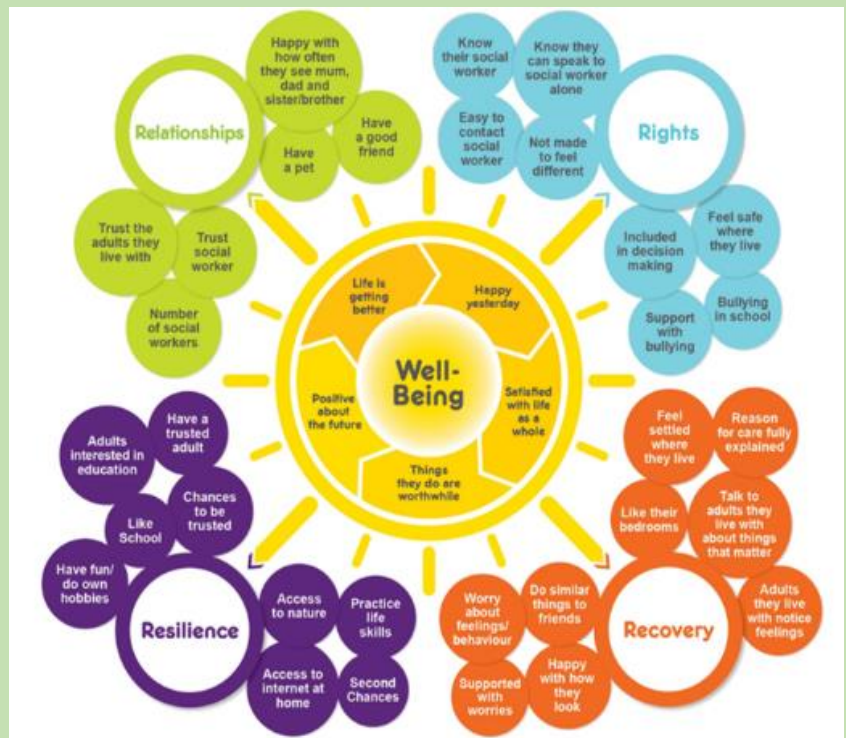 Relationships
Happy with
how often
they see mum,
dad and
sister/brother
Have
a pet
Have
a good
friend
Trust the
adults they
live with
Trust
social
worker
Number
of social
workers
Know
their social
worker
Know they
can speak to
social worker
alone
Easy to
contact
social
worker
Not made
to feel
different
Rights
Included
in decision
making
Feel safe
where
they live
Support
with
bullying
Bullying
in school
Well-
Being
Life is
getting
better
Happy
yesterday
Satisfied
with life
as a
whole
Things
they do are
worthwhile
Positive
about
the future
Adults
interested in
education
Have a
trusted
adult
Like
School
Chances
to be
trusted
Have fun/
do own
hobbies
Resilience
Access
to nature
Practice
life
skills
Access to
internet at
home
Second
Chances
Feel
settled
where
they live
Reason
for care fully
explained
Like their
bedrooms
Talk to
adults they
live with
about things
that matter
Worry
about
feelings/
behaviour
Do similar
things to
friends
Recovery
Adults
they live
with notice
feelings
Supported
with
worries
Happy
with how
they
look